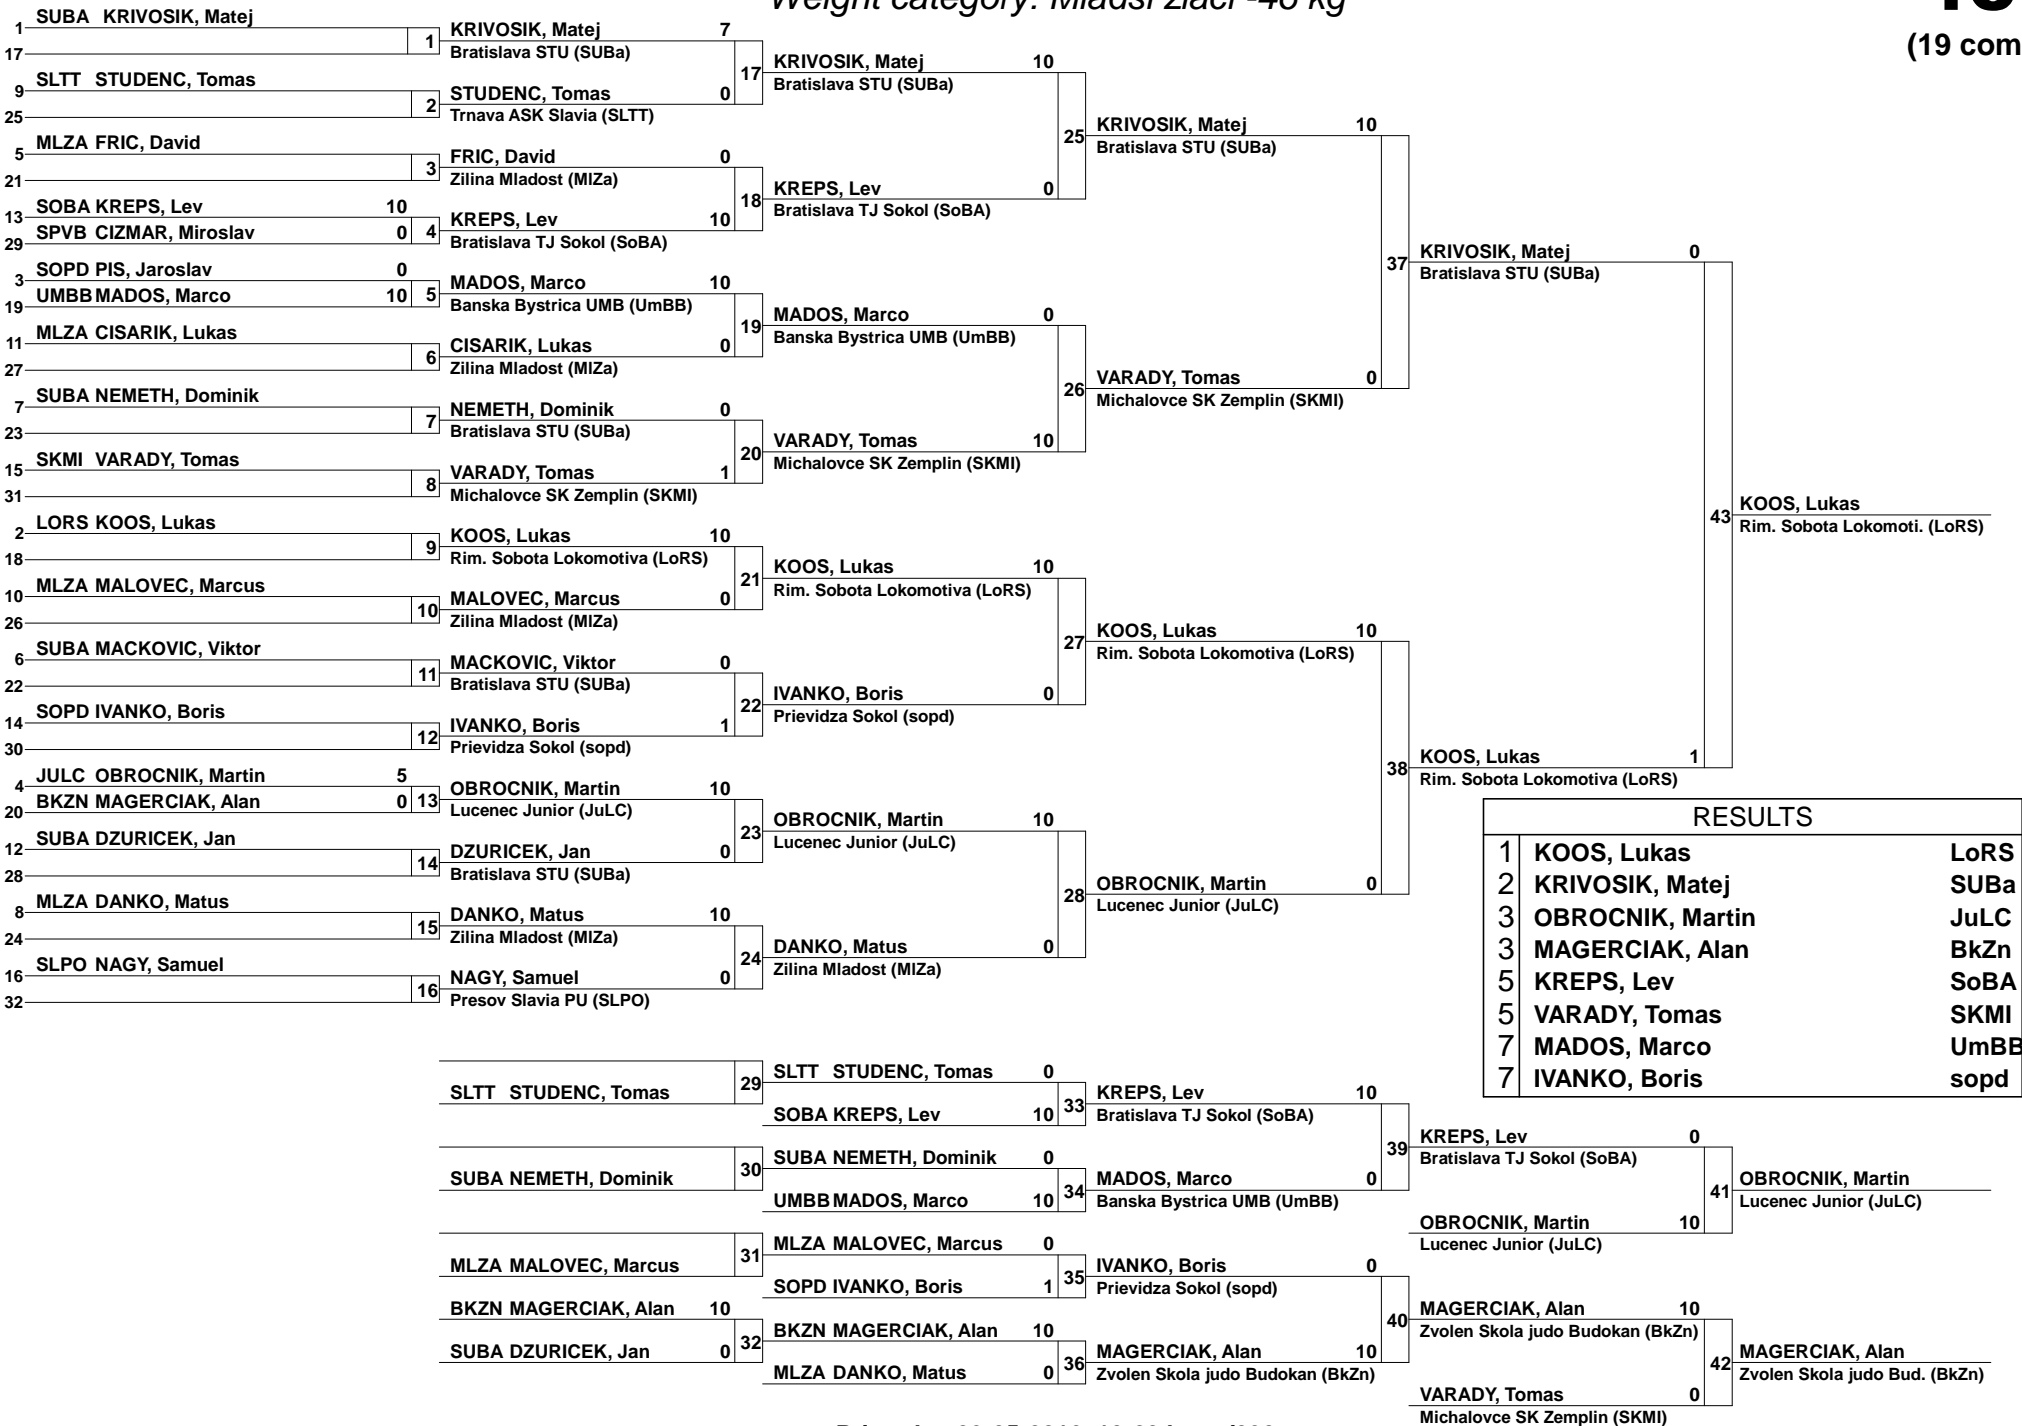 Weight category: Mladsi ziaci -46 kg
(19 com
1 SUBA KRIVOSIK, Matej
17
1
9 SLTT STUDENC, Tomas
25
2
5 MLZA FRIC, David
21
3
13 SOBA KREPS, Lev 10
29 SPVB CIZMAR, Miroslav 0
4
3 SOPD PIS, Jaroslav 0
19 UMBB MADOS, Marco 10
5
11 MLZA CISARIK, Lukas
27
6
7 SUBA NEMETH, Dominik
23
7
15 SKMI VARADY, Tomas
31
8
2 LORS KOOS, Lukas
18
9
10 MLZA MALOVEC, Marcus
26
10
6 SUBA MACKOVIC, Viktor
22
11
14 SOPD IVANKO, Boris
30
12
4 JULC OBROCNIK, Martin 5
20 BKZN MAGERCIAK, Alan 0
13
12 SUBA DZURICEK, Jan
28
14
8 MLZA DANKO, Matus
24
15
16 SLPO NAGY, Samuel
32
16
KRIVOSIK, Matej 7
Bratislava STU (SUBa)
17
STUDENC, Tomas 0
Trnava ASK Slavia (SLTT)
FRIC, David 0
Zilina Mladost (MlZa)
18
KREPS, Lev 10
Bratislava TJ Sokol (SoBA)
MADOS, Marco 10
Banska Bystrica UMB (UmBB)
19
CISARIK, Lukas 0
Zilina Mladost (MlZa)
NEMETH, Dominik 0
Bratislava STU (SUBa)
20
VARADY, Tomas 1
Michalovce SK Zemplin (SKMI)
KOOS, Lukas 10
Rim. Sobota Lokomotiva (LoRS)
21
MALOVEC, Marcus 0
Zilina Mladost (MlZa)
MACKOVIC, Viktor 0
Bratislava STU (SUBa)
22
IVANKO, Boris 1
Prievidza Sokol (sopd)
OBROCNIK, Martin 10
Lucenec Junior (JuLC)
23
DZURICEK, Jan 0
Bratislava STU (SUBa)
DANKO, Matus 10
Zilina Mladost (MlZa)
24
NAGY, Samuel 0
Presov Slavia PU (SLPO)
KRIVOSIK, Matej 10
Bratislava STU (SUBa)
25
KREPS, Lev 0
Bratislava TJ Sokol (SoBA)
MADOS, Marco 0
Banska Bystrica UMB (UmBB)
26
VARADY, Tomas 10
Michalovce SK Zemplin (SKMI)
KOOS, Lukas 10
Rim. Sobota Lokomotiva (LoRS)
27
IVANKO, Boris 0
Prievidza Sokol (sopd)
OBROCNIK, Martin 10
Lucenec Junior (JuLC)
28
DANKO, Matus 0
Zilina Mladost (MlZa)
KRIVOSIK, Matej 10
Bratislava STU (SUBa)
37
VARADY, Tomas 0
Michalovce SK Zemplin (SKMI)
KOOS, Lukas 10
Rim. Sobota Lokomotiva (LoRS)
38
OBROCNIK, Martin 0
Lucenec Junior (JuLC)
KRIVOSIK, Matej 0
Bratislava STU (SUBa)
43
KOOS, Lukas 1
Rim. Sobota Lokomotiva (LoRS)
KOOS, Lukas
Rim. Sobota Lokomoti. (LoRS)
RESULTS
1 KOOS, Lukas LoRS
2 KRIVOSIK, Matej SUBa
3 OBROCNIK, Martin JuLC
3 MAGERCIAK, Alan BkZn
5 KREPS, Lev SoBA
5 VARADY, Tomas SKMI
7 MADOS, Marco UmBB
7 IVANKO, Boris sopd
SLTT STUDENC, Tomas
29
SUBA NEMETH, Dominik
30
MLZA MALOVEC, Marcus
31
BKZN MAGERCIAK, Alan 10
32
SUBA DZURICEK, Jan 0
SLTT STUDENC, Tomas 0
33
SOBA KREPS, Lev 10
SUBA NEMETH, Dominik 0
34
UMBB MADOS, Marco 10
MLZA MALOVEC, Marcus 0
35
SOPD IVANKO, Boris 1
BKZN MAGERCIAK, Alan 10
36
MLZA DANKO, Matus 0
KREPS, Lev 10
Bratislava TJ Sokol (SoBA)
39
MADOS, Marco 0
Banska Bystrica UMB (UmBB)
IVANKO, Boris 0
Prievidza Sokol (sopd)
40
MAGERCIAK, Alan 10
Zvolen Skola judo Budokan (BkZn)
KREPS, Lev 0
Bratislava TJ Sokol (SoBA)
41
OBROCNIK, Martin 10
Lucenec Junior (JuLC)
MAGERCIAK, Alan 10
Zvolen Skola judo Budokan (BkZn)
42
VARADY, Tomas 0
Michalovce SK Zemplin (SKMI)
OBROCNIK, Martin
Lucenec Junior (JuLC)
MAGERCIAK, Alan
Zvolen Skola judo Bud. (BkZn)